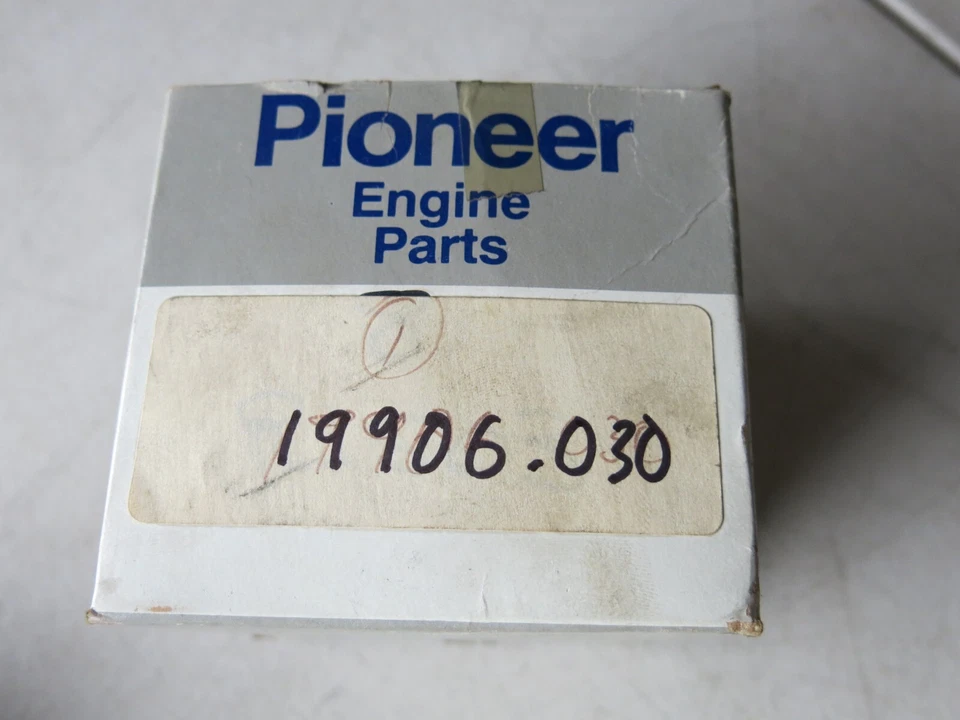 Pioneer
Engine
Parts
1
19906.030